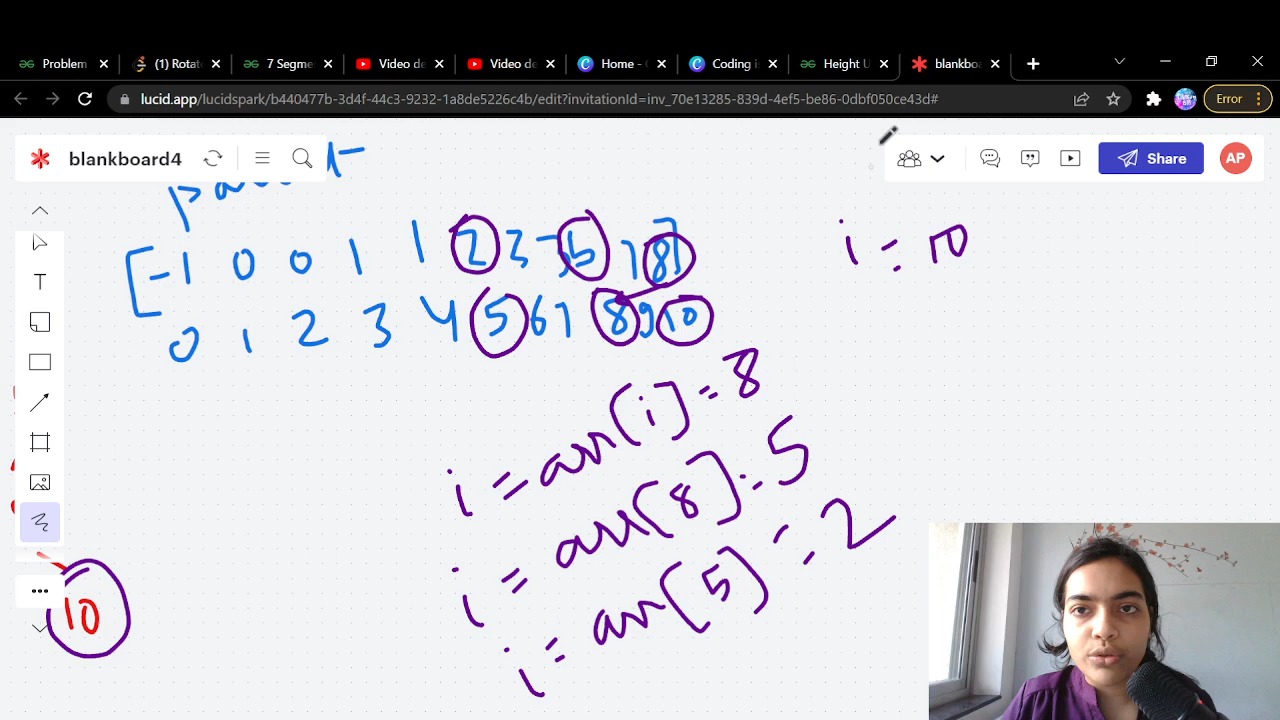 Problem
(1) Rotat
7 Segme
Video de
Video de
Home - C
Coding is
Height U
blankboa
lucid.app/lucidspark/b440477b-3d4f-44c3-9232-1a8de5226c4b/edit?invitationId=inv_70e13285-839d-4ef5-be86-0dbf050ce43d#
Error
blankboard4
Share
AP
T
i = 10
[-1 0 0 1 1 2 3 5 7 8]
0 1 2 3 4 5 6 7 8 9 10
i = arr[i] = 8
i = arr[8] = 5
i = arr[5] = 2
10